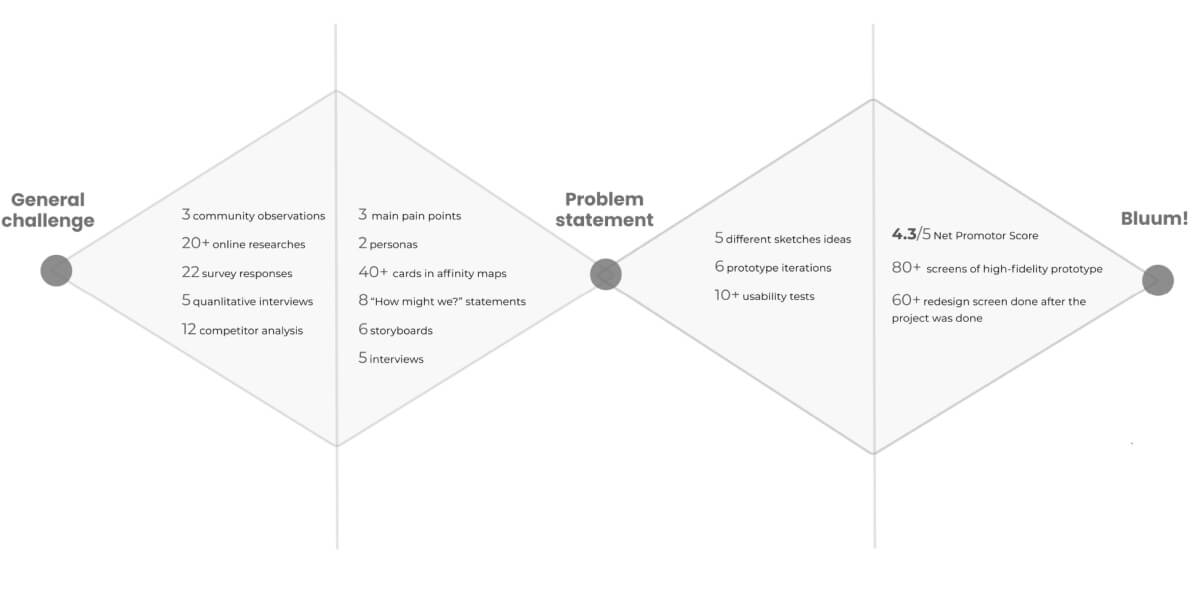 General
challenge
3 community observations
20+ online researches
22 survey responses
5 quanlitative interviews
12 competitor analysis
3 main pain points
2 personas
40+ cards in affinity maps
8 “How might we?” statements
6 storyboards
5 interviews
Problem
statement
5 different sketches ideas
6 prototype iterations
10+ usability tests
4.3/5 Net Promotor Score
80+ screens of high-fidelity prototype
60+ redesign screen done after the
project was done
Bluum!